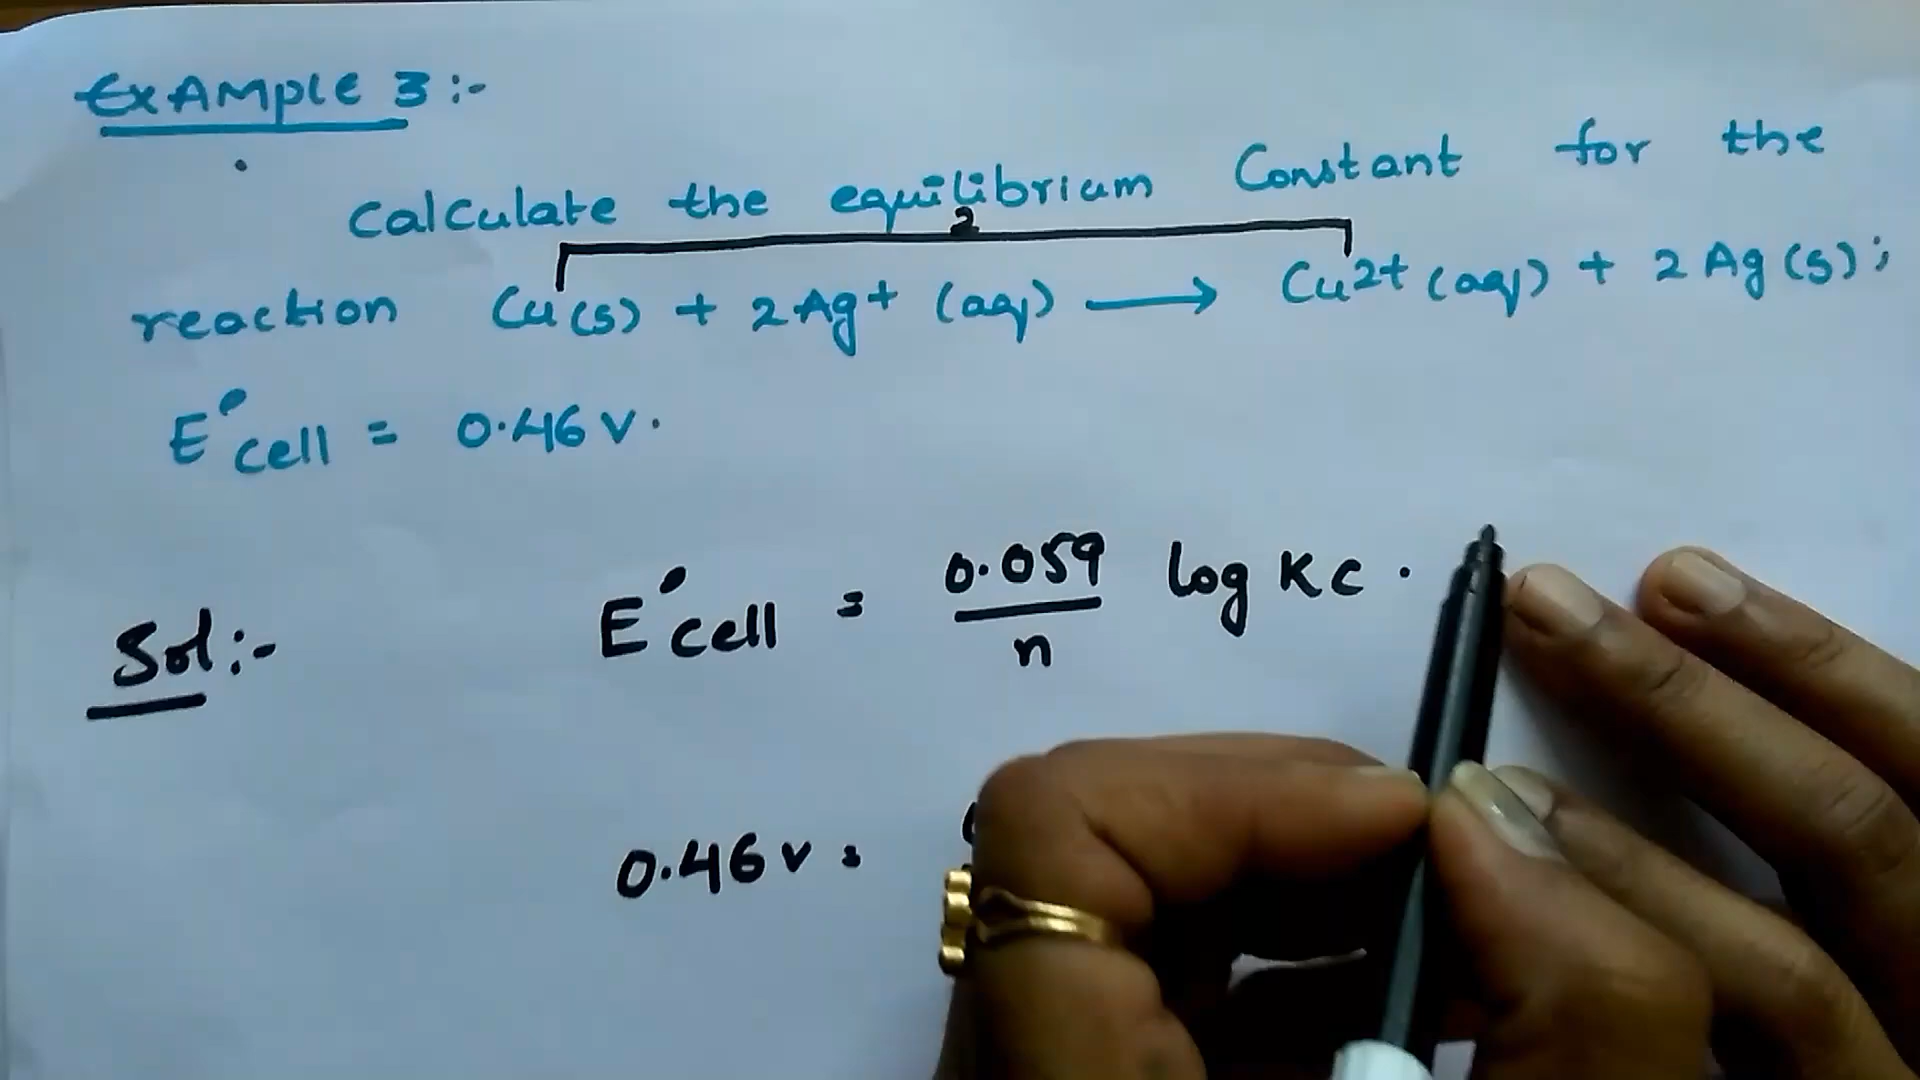 Example 3:-
Calculate the equilibrium Constant for the
2
reaction Cu(s) + 2Ag+ (aq) ⟶ Cu2+ (aq) + 2Ag(s);
E°cell = 0.46 v.
Sol:- E°cell = 0.059/n log Kc.
0.46 v =